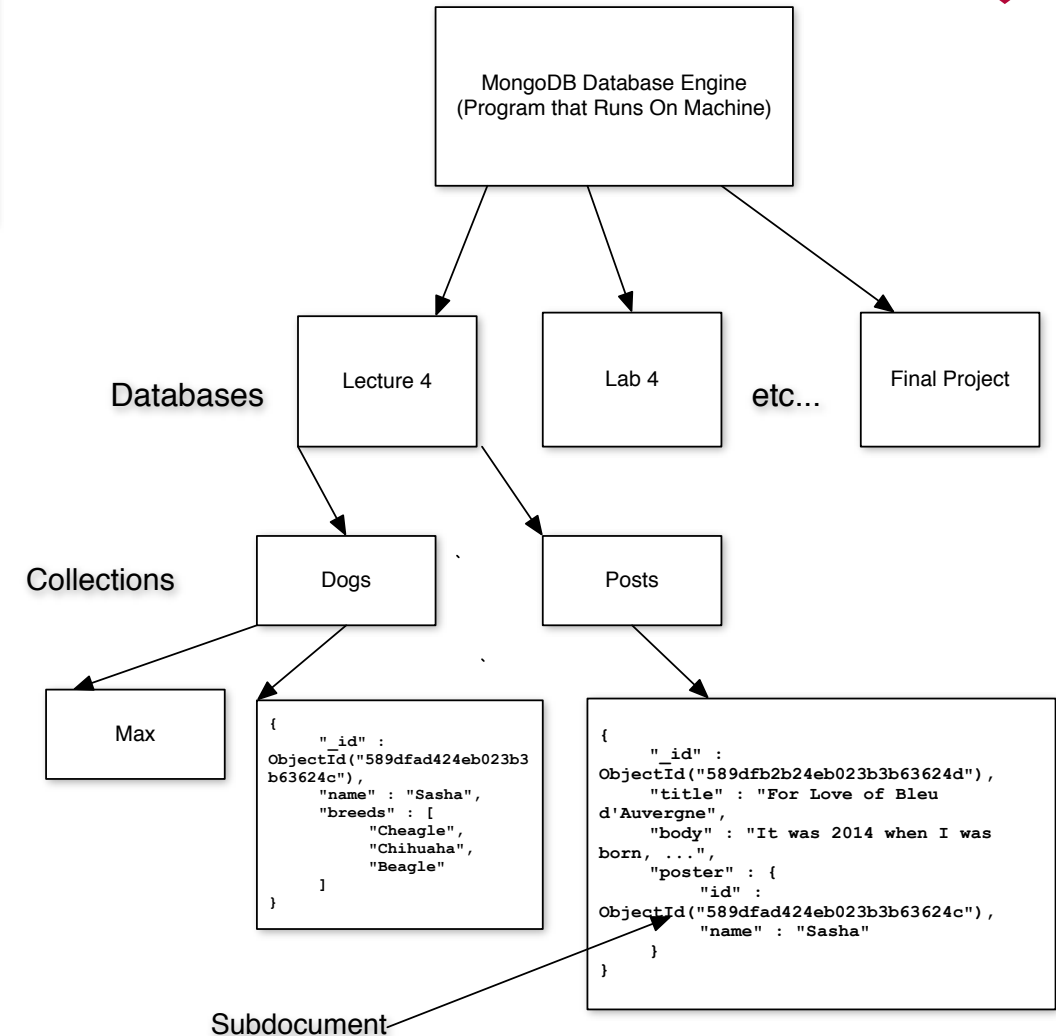 MongoDB Database Engine
(Program that Runs On Machine)
Databases
Lecture 4
Lab 4
etc...
Final Project
Collections
Dogs
`
Posts
`
Max
{
"_id" :
ObjectId("589dfad424eb023b3
b63624c"),
"name" : "Sasha",
"breeds" : [
"Cheagle",
"Chihuaha",
"Beagle"
]
}
{
"_id" :
ObjectId("589dfb2b24eb023b3b63624d"),
"title" : "For Love of Bleu
d'Auvergne",
"body" : "It was 2014 when I was
born, ...",
"poster" : {
"id" :
ObjectId("589dfad424eb023b3b63624c"),
"name" : "Sasha"
}
}
Subdocument